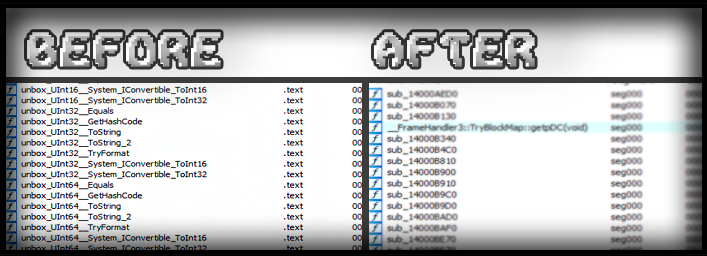 BEFORE
unbox_UInt16__System_IConvertible_ToInt16 .text 00
unbox_UInt16__System_IConvertible_ToInt32 .text 00
unbox_UInt32__Equals .text 00
unbox_UInt32__GetHashCode .text 00
unbox_UInt32__ToString .text 00
unbox_UInt32__ToString_2 .text 00
unbox_UInt32__TryFormat .text 00
unbox_UInt32__System_IConvertible_ToInt16 .text 00
unbox_UInt32__System_IConvertible_ToInt32 .text 00
unbox_UInt64__Equals .text 00
unbox_UInt64__GetHashCode .text 00
unbox_UInt64__ToString .text 00
unbox_UInt64__ToString_2 .text 00
unbox_UInt64__TryFormat .text 00
unbox_UInt64__System_IConvertible_ToInt16 .text 00
unbox_UInt64__System_IConvertible_ToInt32 .text 00
AFTER
sub_14000AED0 seg000
sub_14000B070 seg000
sub_14000B130 seg000
__FrameHandler3::TryBlockMap::getpDC(void) seg000
sub_14000B340 seg000
sub_14000B4C0 seg000
sub_14000B810 seg000
sub_14000B900 seg000
sub_14000B910 seg000
sub_14000B9C0 seg000
sub_14000B9D0 seg000
sub_14000BAD0 seg000
sub_14000BAF0 seg000
sub_14000BE70 seg000